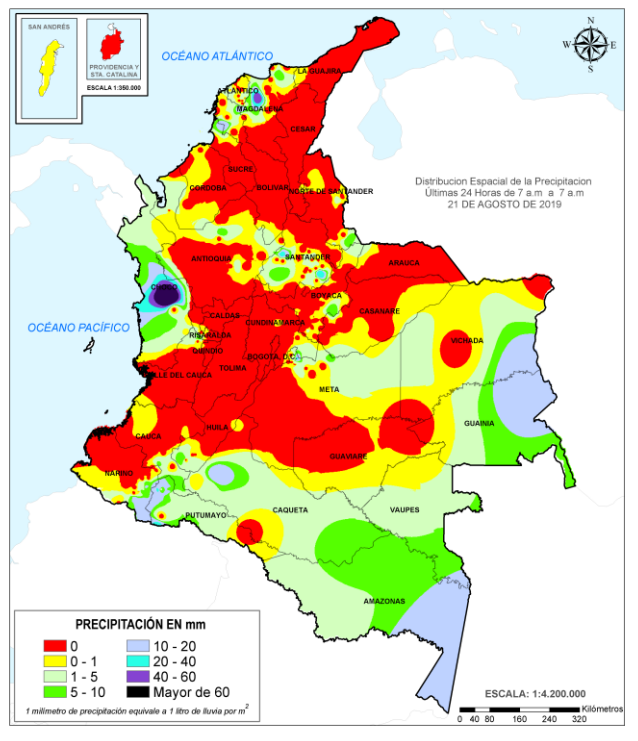 SAN ANDRÉS
PROVIDENCIA Y
STA. CATALINA
ESCALA 1:350.000
OCÉANO ATLÁNTICO
N
W
E
S
LA GUAJIRA
ATLÁNTICO
MAGDALENA
CESAR
SUCRE
CÓRDOBA
BOLIVAR
NORTE DE SANTANDER
Distribucion Espacial de la Precipitacion
Últimas 24 Horas de 7 a.m a 7 a.m
21 DE AGOSTO DE 2019
ANTIOQUIA
SANTANDER
ARAUCA
CHOCO
BOYACA
CASANARE
OCÉANO PACÍFICO
CALDAS
CUNDINAMARCA
RISARALDA
VICHADA
QUINDIO
BOGOTA, D.C.
VALLE DEL CAUCA
TOLIMA
META
GUAINIA
HUILA
CAUCA
GUAVIARE
NARIÑO
PUTUMAYO
CAQUETA
VAUPES
AMAZONAS
PRECIPITACIÓN EN mm
0
0 - 1
1 - 5
5 - 10
10 - 20
20 - 40
40 - 60
Mayor de 60
1 milimetro de precipitación equivale a 1 litro de lluvia por m2
ESCALA: 1:4.200.000
Kilómetros
0 40 80 160 240 320